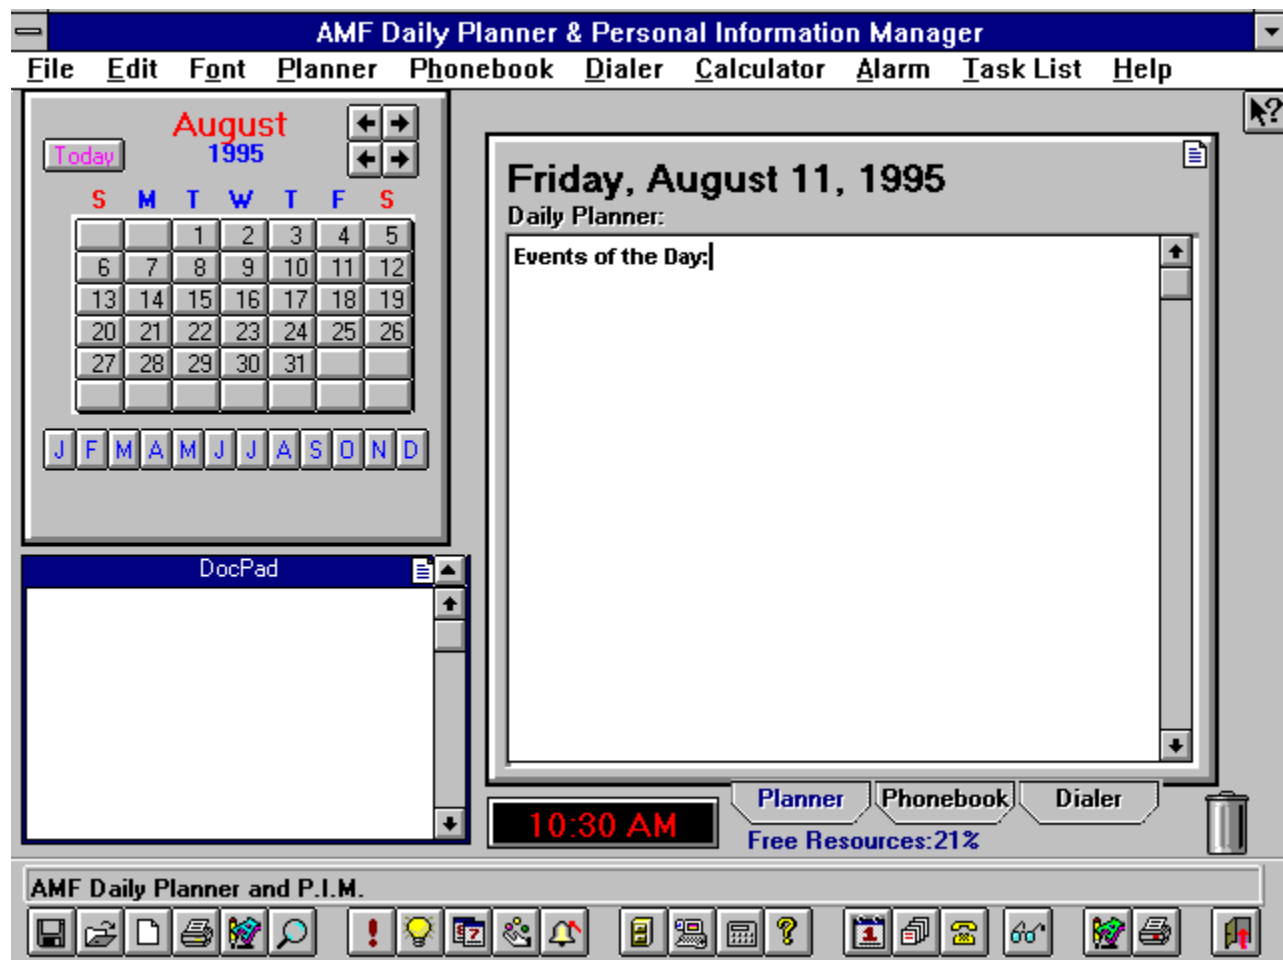 AMF Daily Planner & Personal Information Manager
File Edit Font Planner Phonebook Dialer Calculator Alarm Task List Help
August
Today 1995
S M T W T F S
1 2 3 4 5
6 7 8 9 10 11 12
13 14 15 16 17 18 19
20 21 22 23 24 25 26
27 28 29 30 31
J F M A M J J A S O N D
Friday, August 11, 1995
Daily Planner:
Events of the Day:
DocPad
10:30 AM
Planner Phonebook Dialer
Free Resources:21%
AMF Daily Planner and P.I.M.